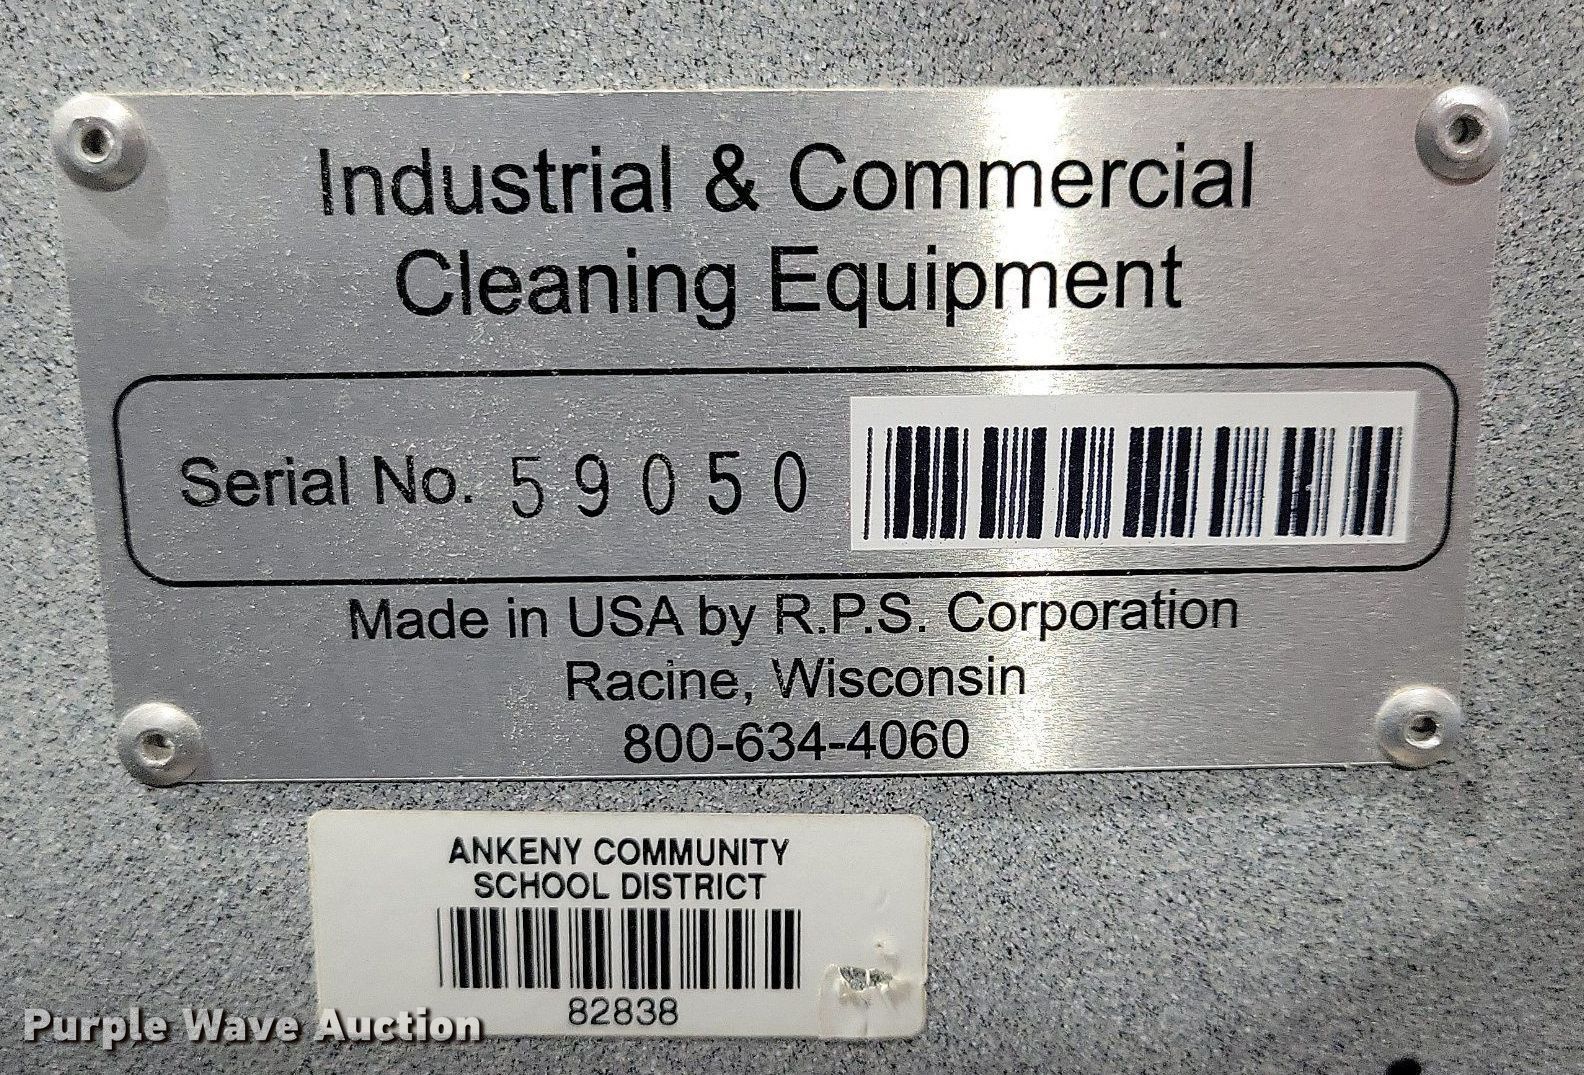 Industrial & Commercial
Cleaning Equipment
Serial No. 59050
Made in USA by R.P.S. Corporation
Racine, Wisconsin
800-634-4060
ANKENY COMMUNITY
SCHOOL DISTRICT
82838
Purple Wave Auction